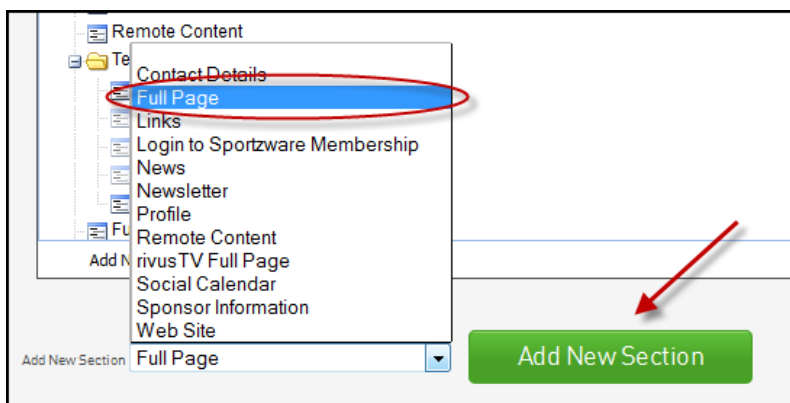 Remote Content
Te
Contact Details
Full Page
Links
Login to Sportzware Membership
News
Newsletter
Profile
Remote Content
rivusTV Full Page
Social Calendar
Sponsor Information
Web Site
Fu
Add N
Add New Section Full Page
Add New Section